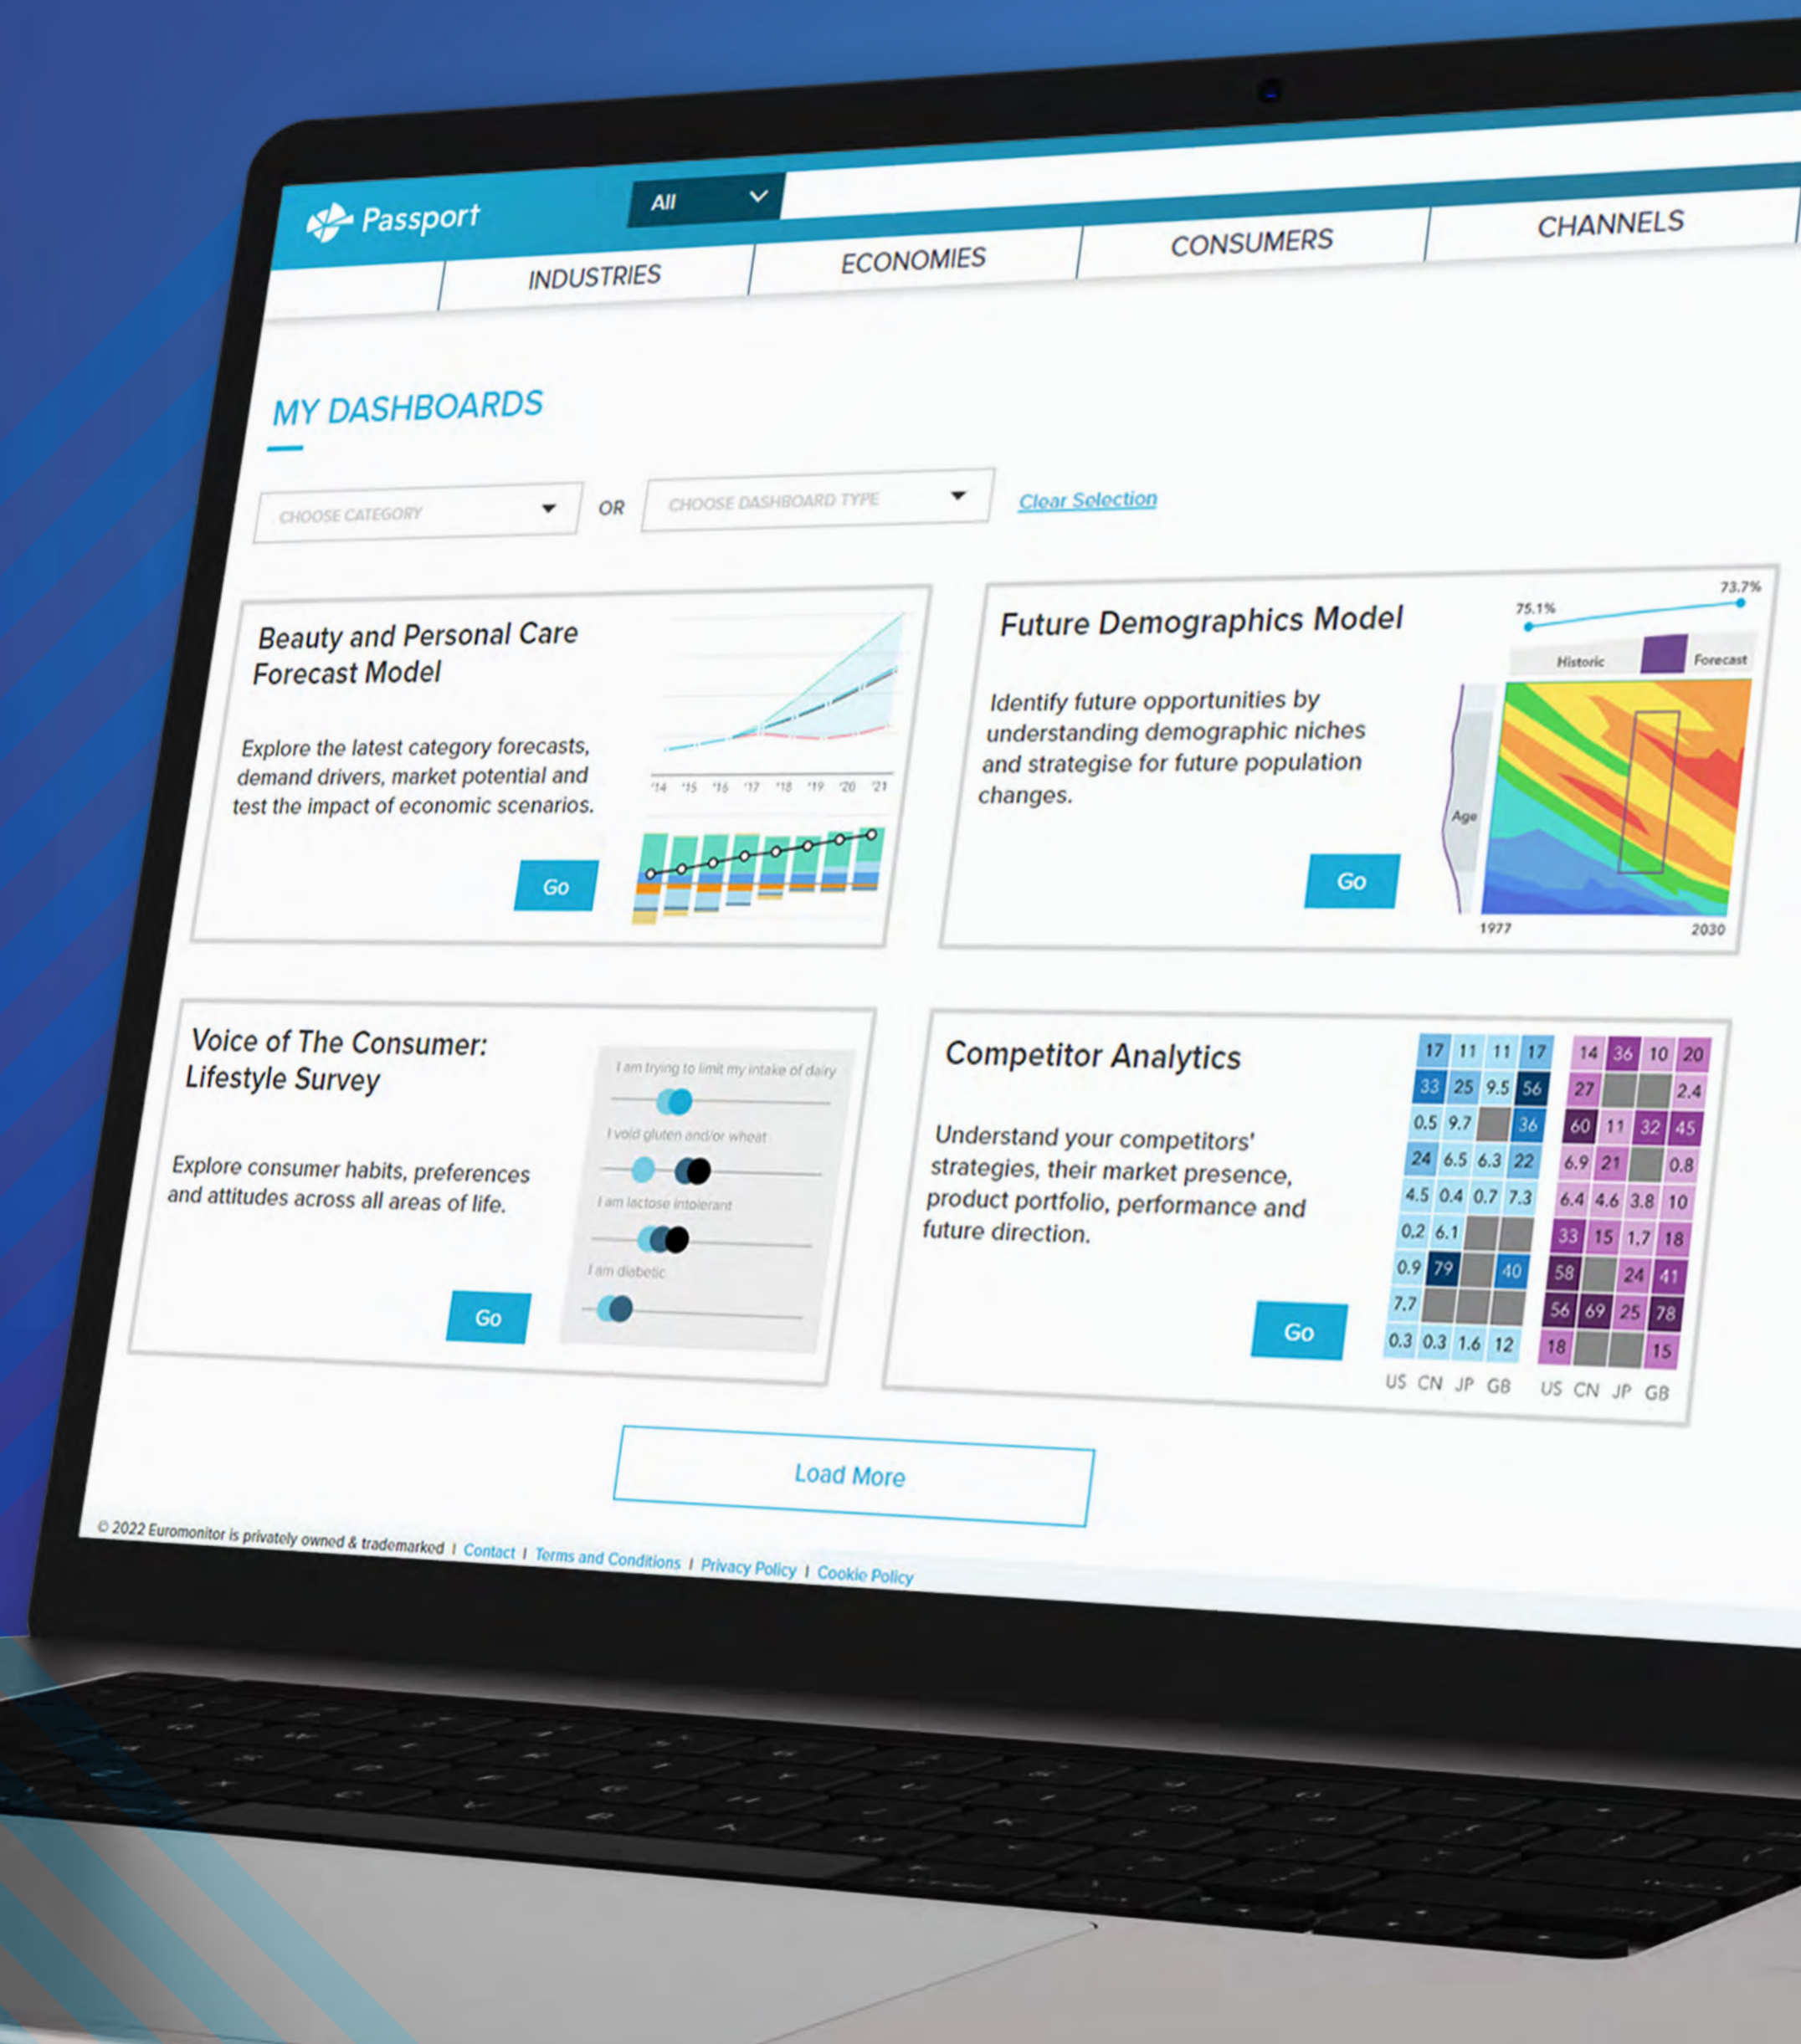 Passport
All
INDUSTRIES
ECONOMIES
CONSUMERS
CHANNELS
MY DASHBOARDS
CHOOSE CATEGORY
OR
CHOOSE DASHBOARD TYPE
Clear Selection
Beauty and Personal Care
Forecast Model
Explore the latest category forecasts,
demand drivers, market potential and
test the impact of economic scenarios.
Go
'14 '15 '16 '17 '18 '19 '20 '21
Future Demographics Model
Identify future opportunities by
understanding demographic niches
and strategise for future population
changes.
Go
75.1%
73.7%
Historic
Forecast
Age
1977
2030
Voice of The Consumer:
Lifestyle Survey
Explore consumer habits, preferences
and attitudes across all areas of life.
Go
I am trying to limit my intake of dairy
I void gluten and/or wheat
I am lactose intolerant
I am diabetic
Competitor Analytics
Understand your competitors'
strategies, their market presence,
product portfolio, performance and
future direction.
Go
17 11 11 17 14 36 10 20
33 25 9.5 56 27 2.4
0.5 9.7 36 60 11 32 45
24 6.5 6.3 22 6.9 21 0.8
4.5 0.4 0.7 7.3 6.4 4.6 3.8 10
0.2 6.1 33 15 1.7 18
0.9 79 40 58 24 41
7.7 56 69 25 78
0.3 0.3 1.6 12 18 15
US CN JP GB US CN JP GB
Load More
© 2022 Euromonitor is privately owned & trademarked | Contact | Terms and Conditions | Privacy Policy | Cookie Policy